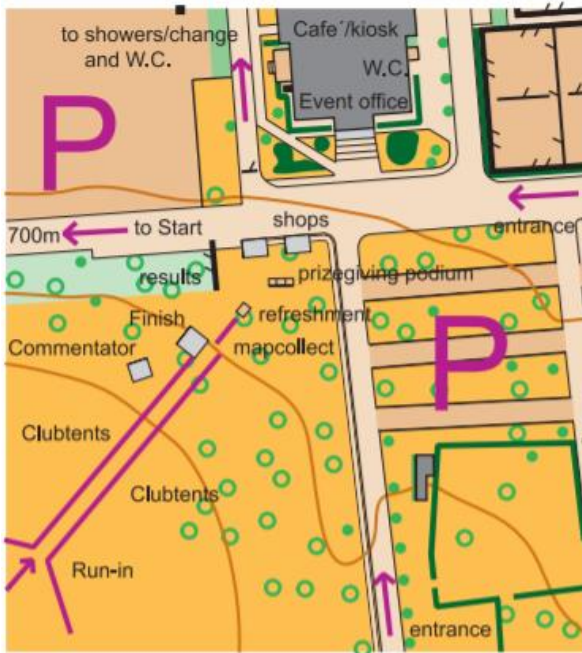 to showers/change
and W.C.
Cafe´/kiosk
W.C.
P
Event office
700m
to Start
shops
entrance
results
prizegiving podium
Finish
refreshment
Commentator
mapcollect
P
Clubtents
Clubtents
Run-in
entrance